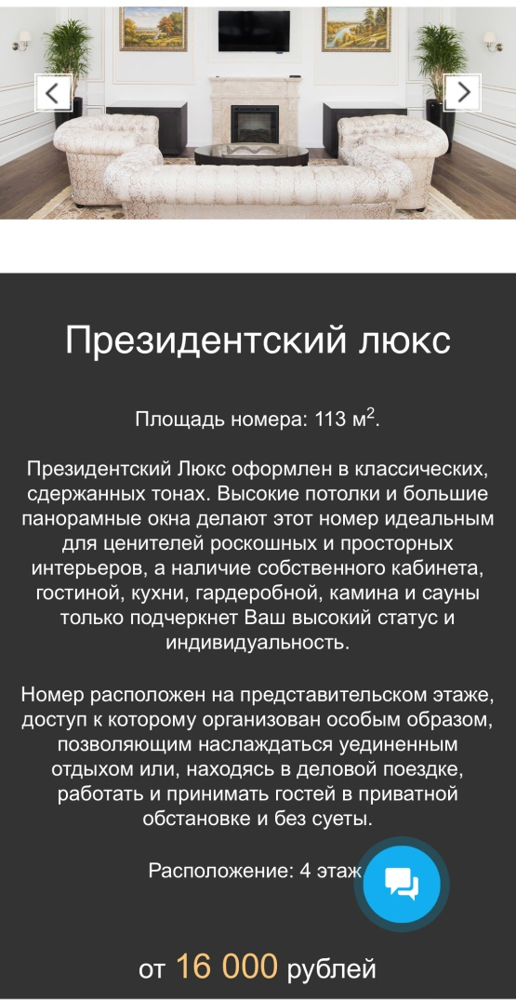 Президентский люкс
Площадь номера: 113 м².
Президентский Люкс оформлен в классических,
сдержанных тонах. Высокие потолки и большие
панорамные окна делают этот номер идеальным
для ценителей роскошных и просторных
интерьеров, а наличие собственного кабинета,
гостиной, кухни, гардеробной, камина и сауны
только подчеркнет Ваш высокий статус и
индивидуальность.
Номер расположен на представительском этаже,
доступ к которому организован особым образом,
позволяющим наслаждаться уединенным
отдыхом или, находясь в деловой поездке,
работать и принимать гостей в приватной
обстановке и без суеты.
Расположение: 4 этаж
от 16 000 рублей